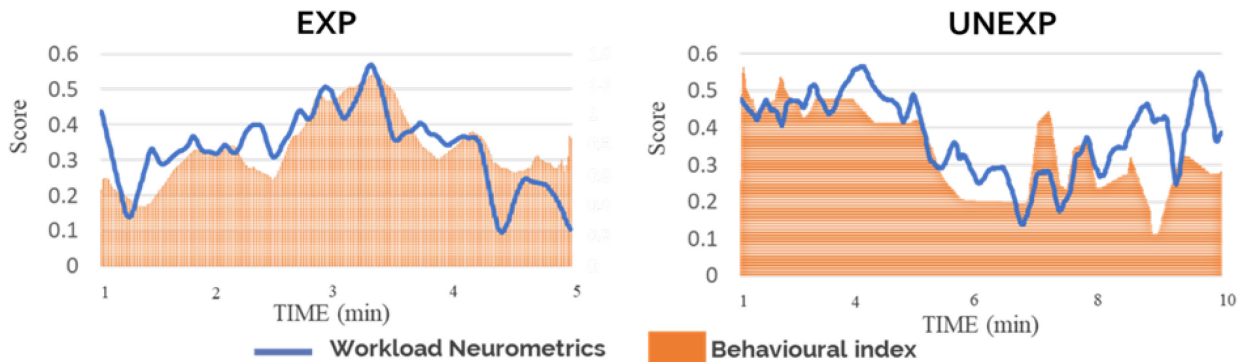 EXP
0.6
0.5
0.4
0.3
0.2
0.1
0
Score
1 2 3 4 5
TIME (min)
UNEXP
0.6
0.5
0.4
0.3
0.2
0.1
0
Score
1 4 6 8 10
TIME (min)
Workload Neurometrics
Behavioural index